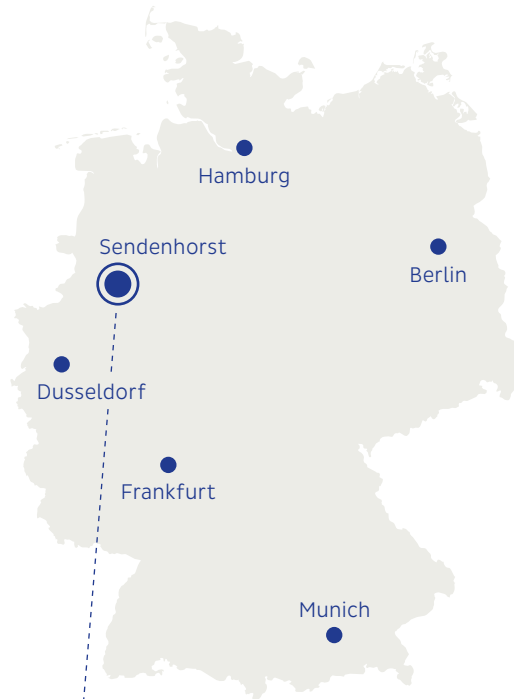 Hamburg
Sendenhorst
Berlin
Dusseldorf
Frankfurt
Munich